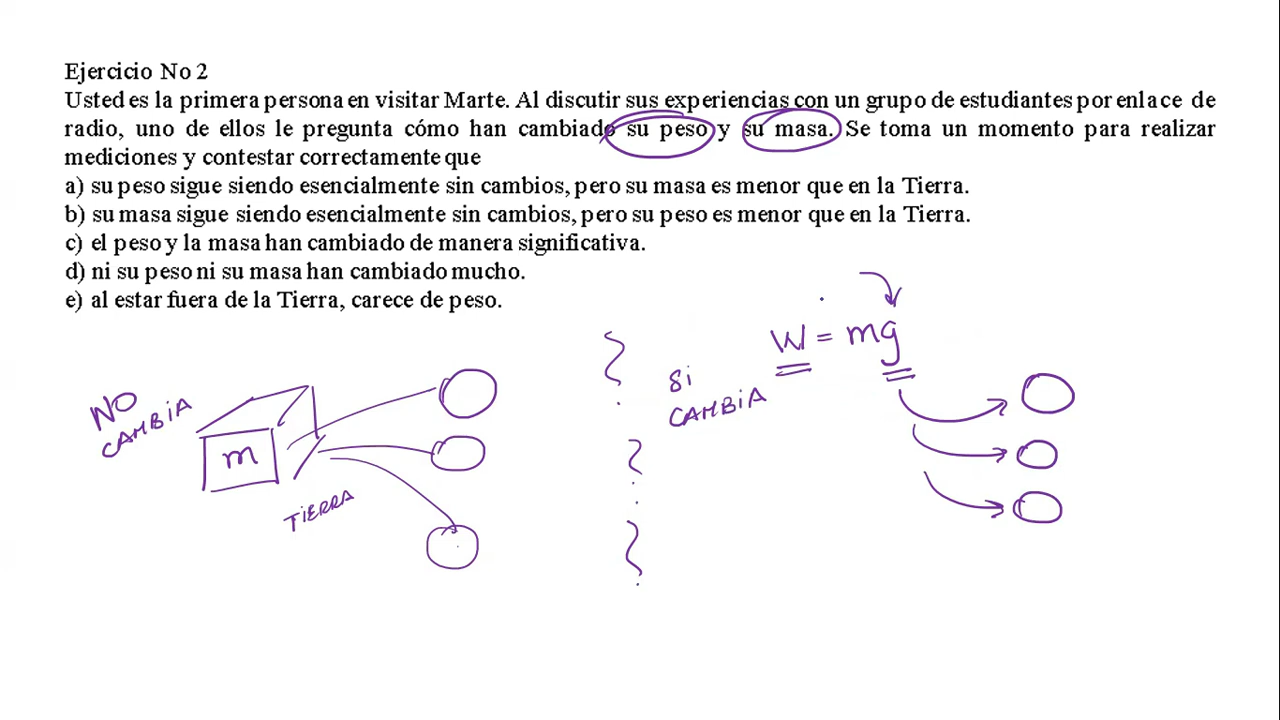 Ejercicio No 2
Usted es la primera persona en visitar Marte. Al discutir sus experiencias con un grupo de estudiantes por enlace de
radio, uno de ellos le pregunta cómo han cambiado su peso y su masa. Se toma un momento para realizar
mediciones y contestar correctamente que
a) su peso sigue siendo esencialmente sin cambios, pero su masa es menor que en la Tierra.
b) su masa sigue siendo esencialmente sin cambios, pero su peso es menor que en la Tierra.
c) el peso y la masa han cambiado de manera significativa.
d) ni su peso ni su masa han cambiado mucho.
e) al estar fuera de la Tierra, carece de peso.
W = mg
NO
CAMBIA
m
TIERRA
Si
CAMBiA